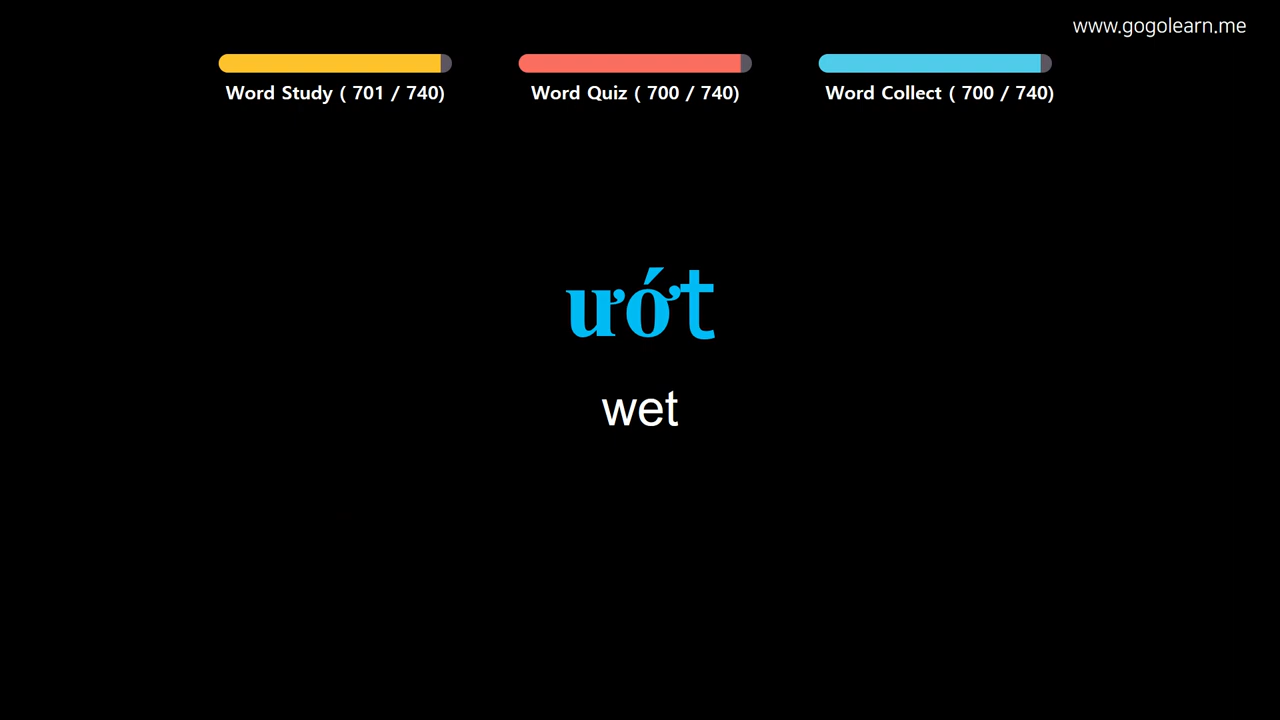 www.gogolearn.me
Word Study ( 701 / 740)
Word Quiz ( 700 / 740)
Word Collect ( 700 / 740)
ướt
wet